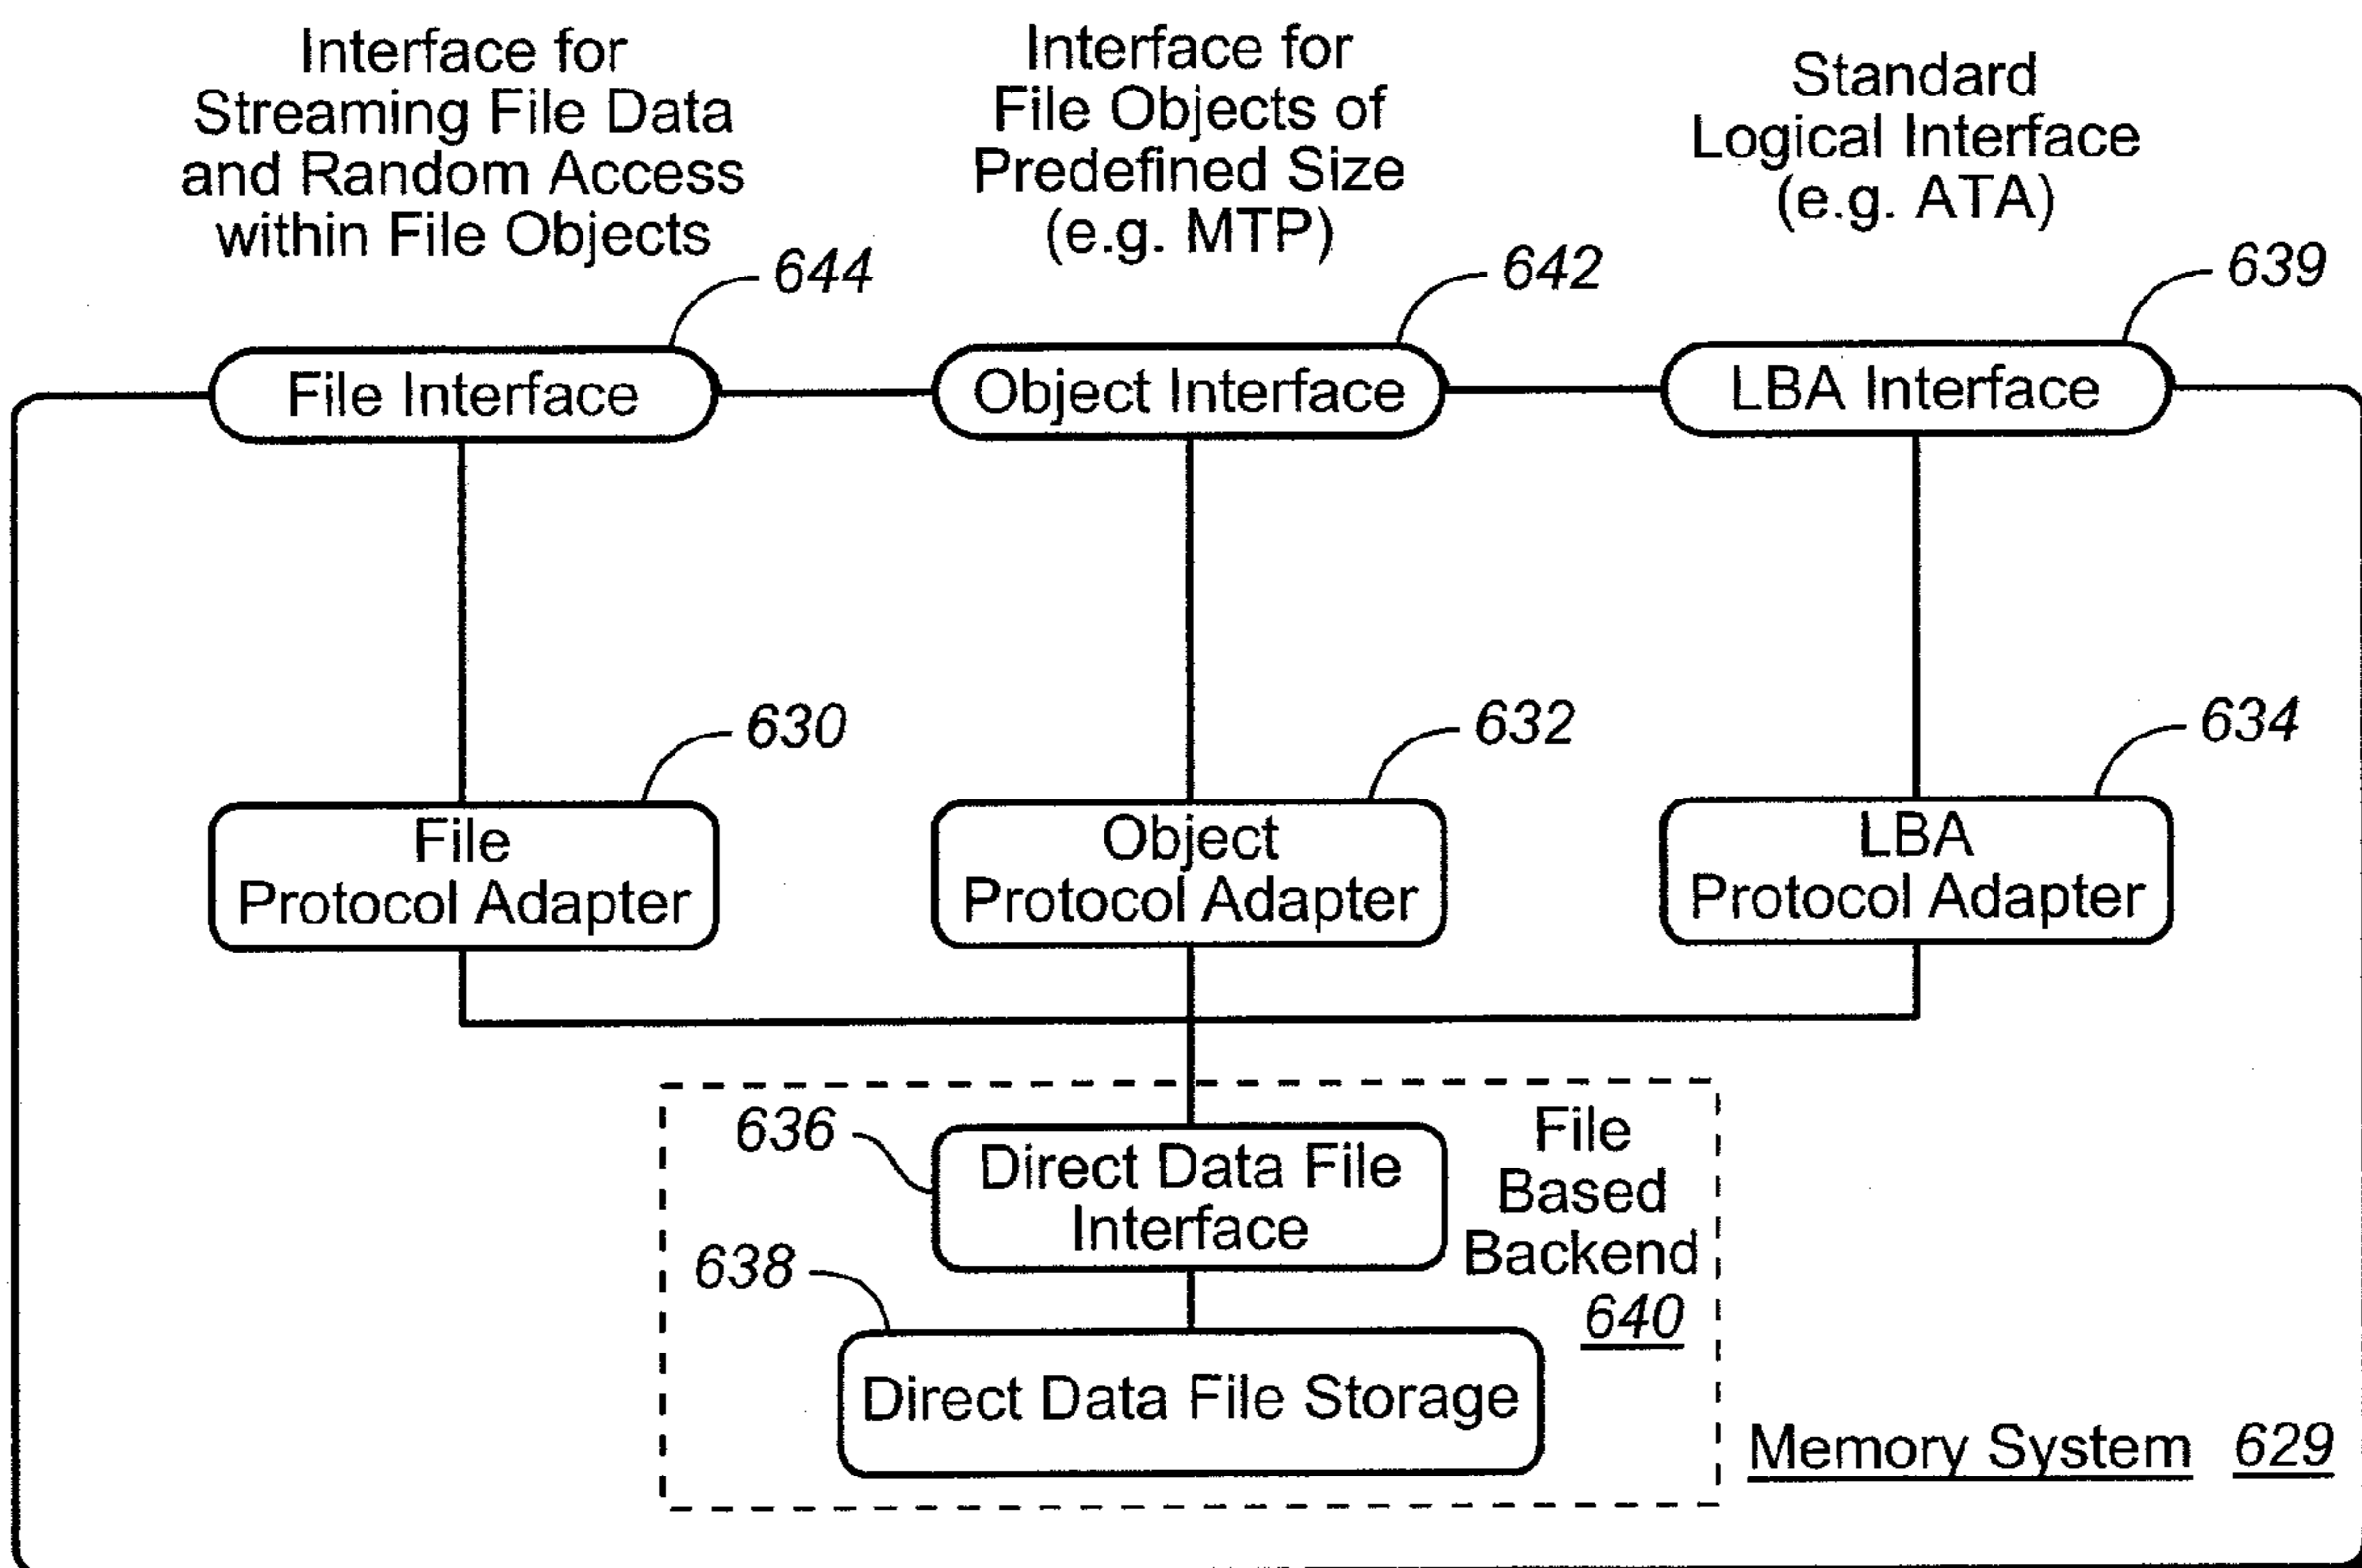 Interface for
Streaming File Data
and Random Access
within File Objects
Interface for
File Objects of
Predefined Size
(e.g. MTP)
Standard
Logical Interface
(e.g. ATA)
644
642
639
File Interface
Object Interface
LBA Interface
630
632
634
File
Protocol Adapter
Object
Protocol Adapter
LBA
Protocol Adapter
636
Direct Data File
Interface
File
Based
Backend
640
638
Direct Data File Storage
Memory System 629